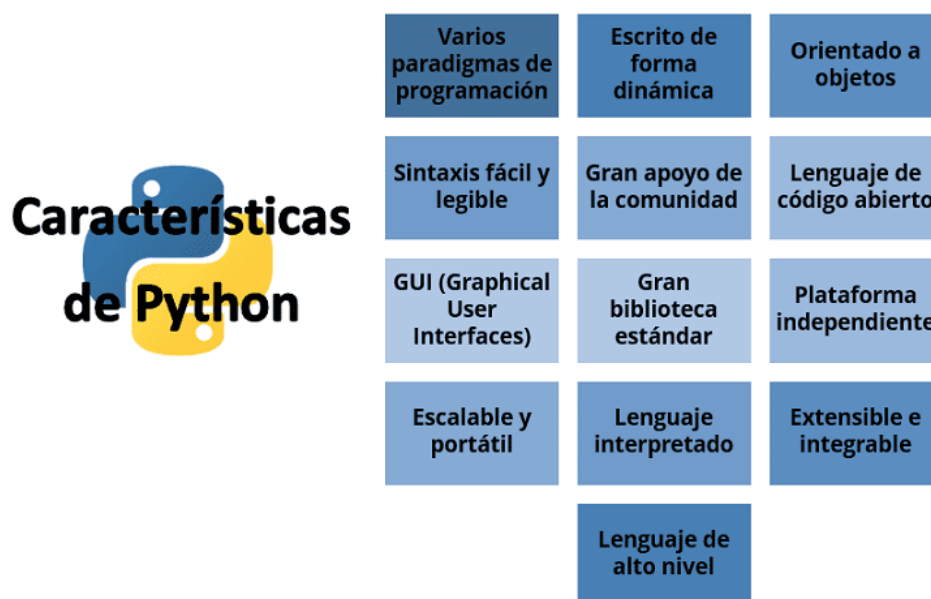 Características
de Python
Varios
paradigmas de
programación
Escrito de
forma
dinámica
Orientado a
objetos
Sintaxis fácil y
legible
Gran apoyo de
la comunidad
Lenguaje de
código abierto
GUI (Graphical
User
Interfaces)
Gran
biblioteca
estándar
Plataforma
independiente
Escalable y
portátil
Lenguaje
interpretado
Extensible e
integrable
Lenguaje de
alto nivel